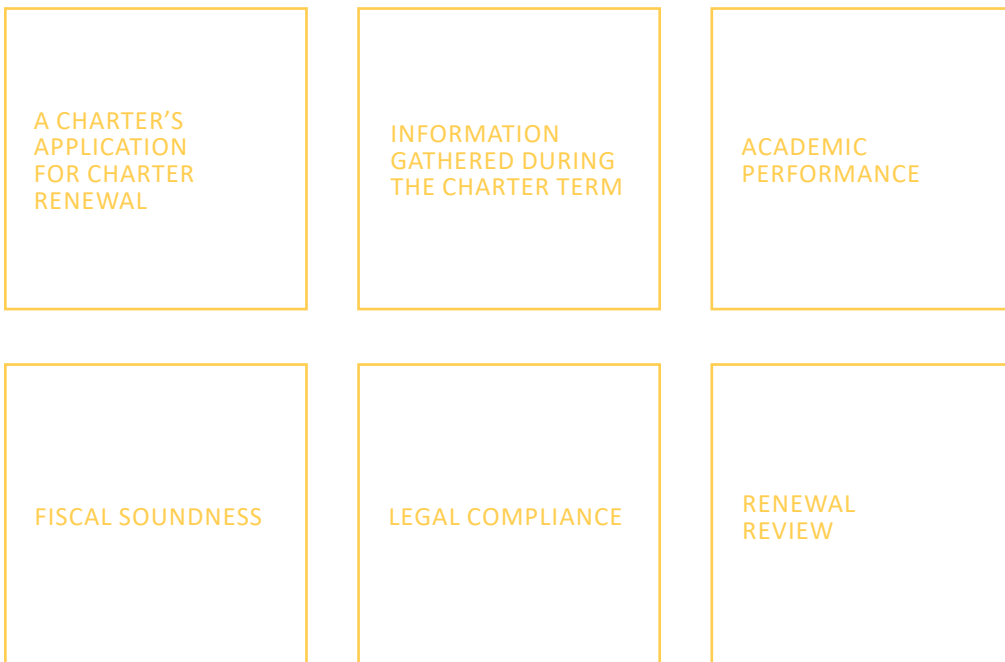 A CHARTER’S
APPLICATION
FOR CHARTER
RENEWAL
INFORMATION
GATHERED DURING
THE CHARTER TERM
ACADEMIC
PERFORMANCE
FISCAL SOUNDNESS
LEGAL COMPLIANCE
RENEWAL
REVIEW